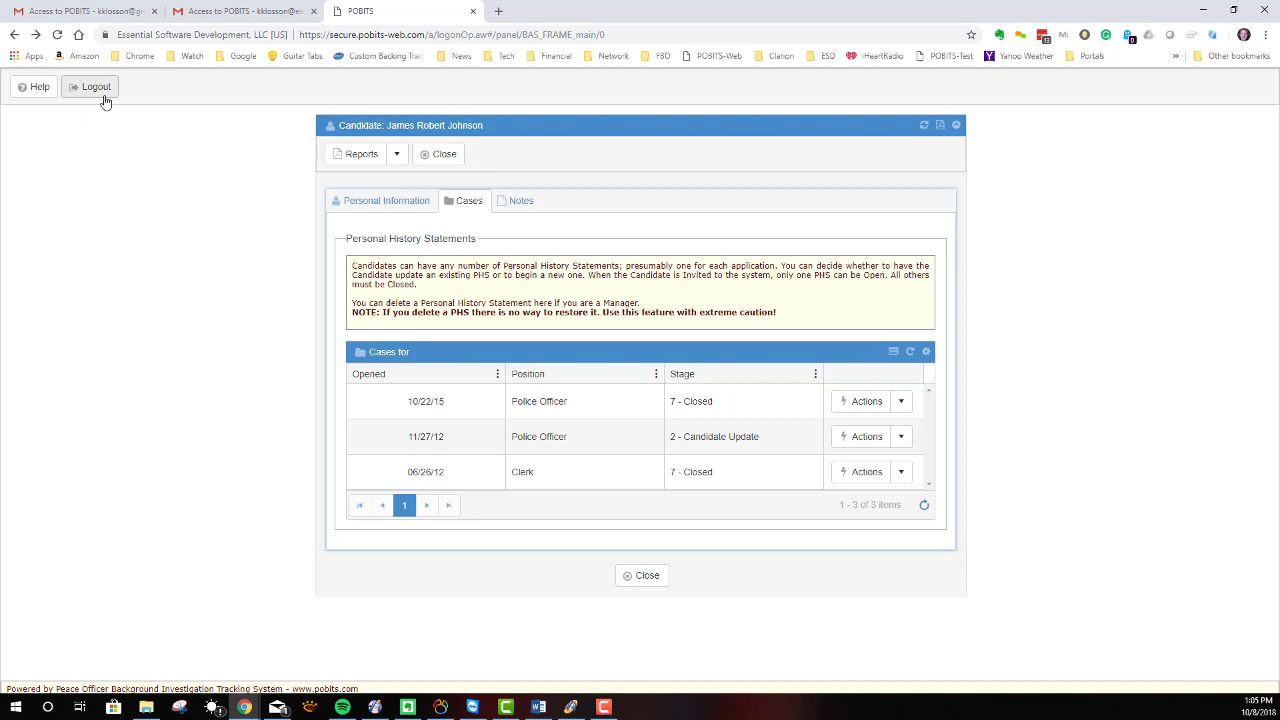 Access to POBITS - kklosson@gm
Access to POBITS - kklosson@es
POBITS
Essential Software Development, LLC [US] | https://secure.pobits-web.com/a/logonOp.aw#/panel/BAS_FRAME_main/0
Apps Amazon Chrome Watch Google Guitar Tabs Custom Backing Trac News Tech Financial Network FBO POBITS-Web Clarion ESD iHeartRadio POBITS-Test Yahoo Weather Portals » Other bookmarks
Help Logout
Candidate: James Robert Johnson
Reports Close
Personal Information Cases Notes
Personal History Statements
Candidates can have any number of Personal History Statements; presumably one for each application. You can decide whether to have the
Candidate update an existing PHS or to begin a new one. When the Candidate is Invited to the system, only one PHS can be Open. All others
must be Closed.
You can delete a Personal History Statement here if you are a Manager.
NOTE: If you delete a PHS there is no way to restore it. Use this feature with extreme caution!
Cases for
Opened Position Stage
10/22/15 Police Officer 7 - Closed Actions
11/27/12 Police Officer 2 - Candidate Update Actions
06/26/12 Clerk 7 - Closed Actions
1 1 - 3 of 3 items
Close
Powered by Peace Officer Background Investigation Tracking System - www.pobits.com
1:05 PM
10/8/2018